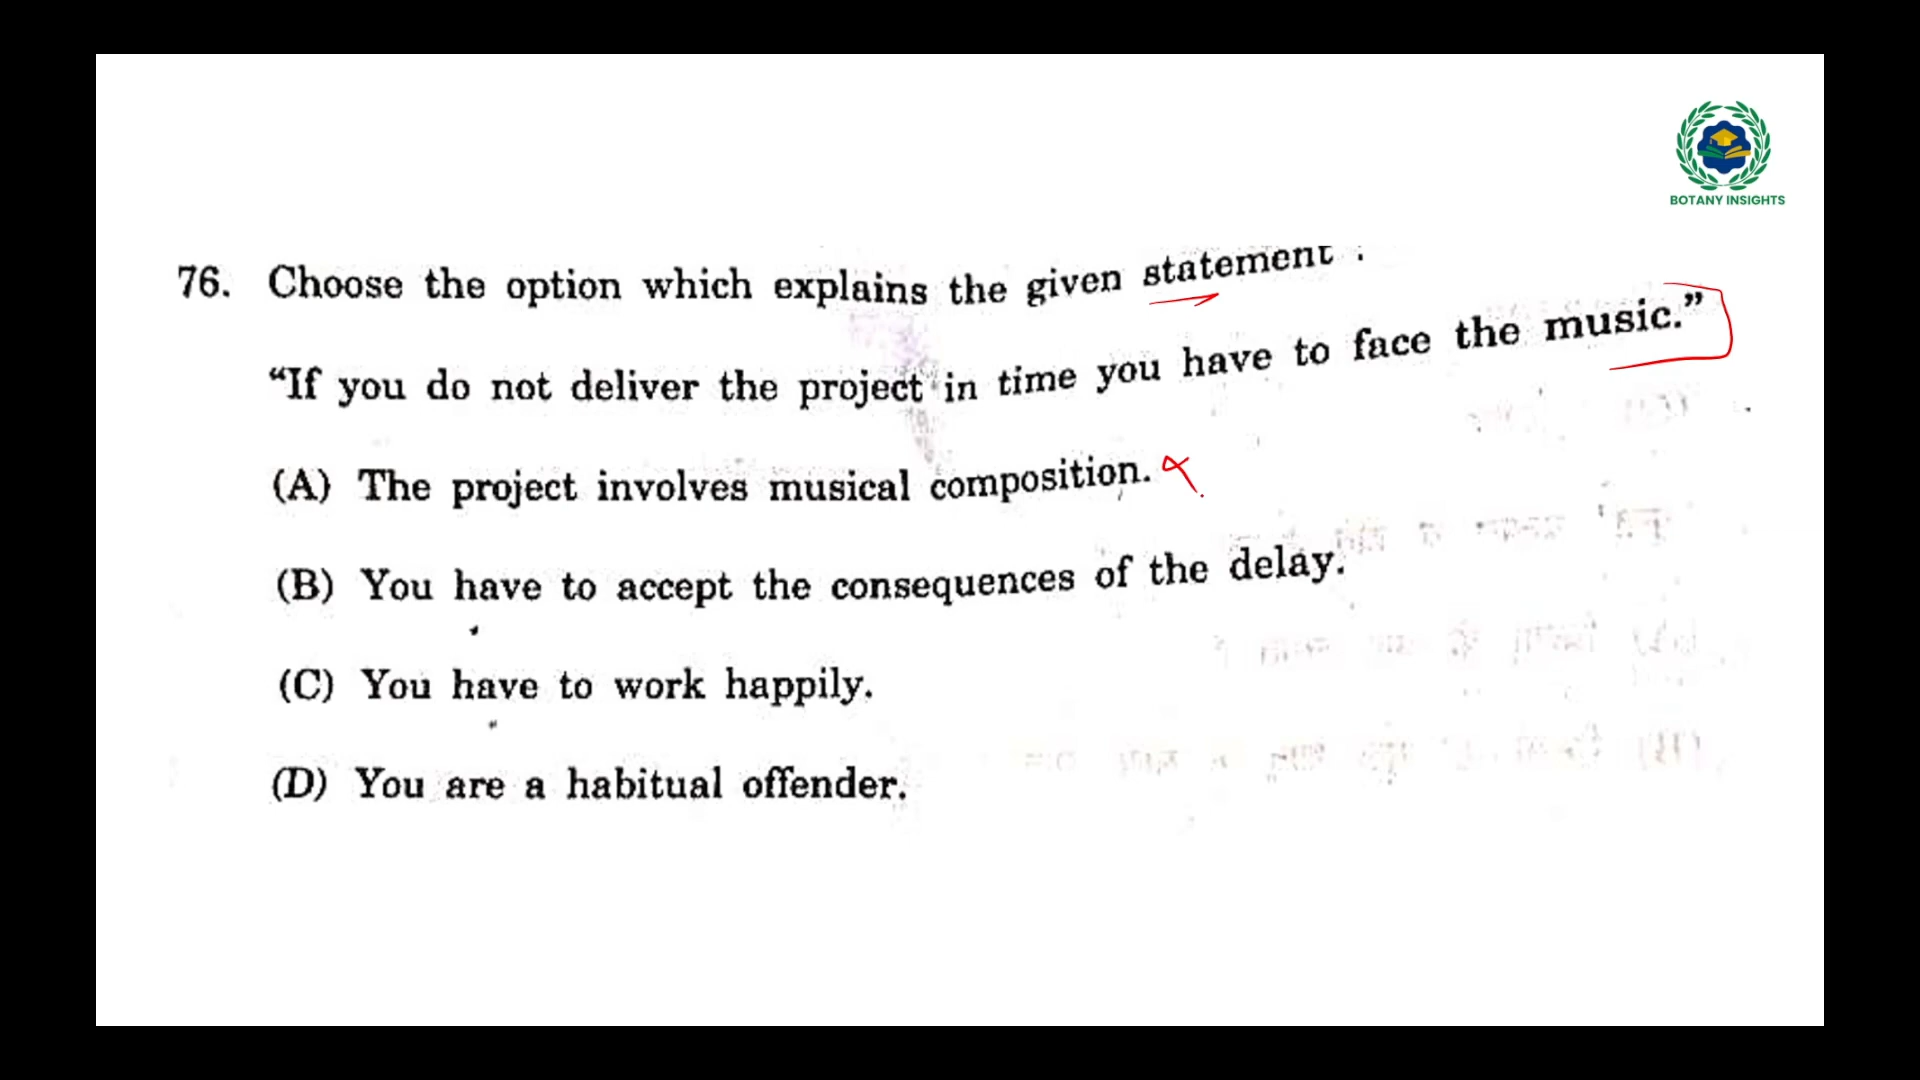 BOTANY INSIGHTS
76. Choose the option which explains the given statement :
“If you do not deliver the project in time you have to face the music.”
(A) The project involves musical composition.
(B) You have to accept the consequences of the delay.
(C) You have to work happily.
(D) You are a habitual offender.